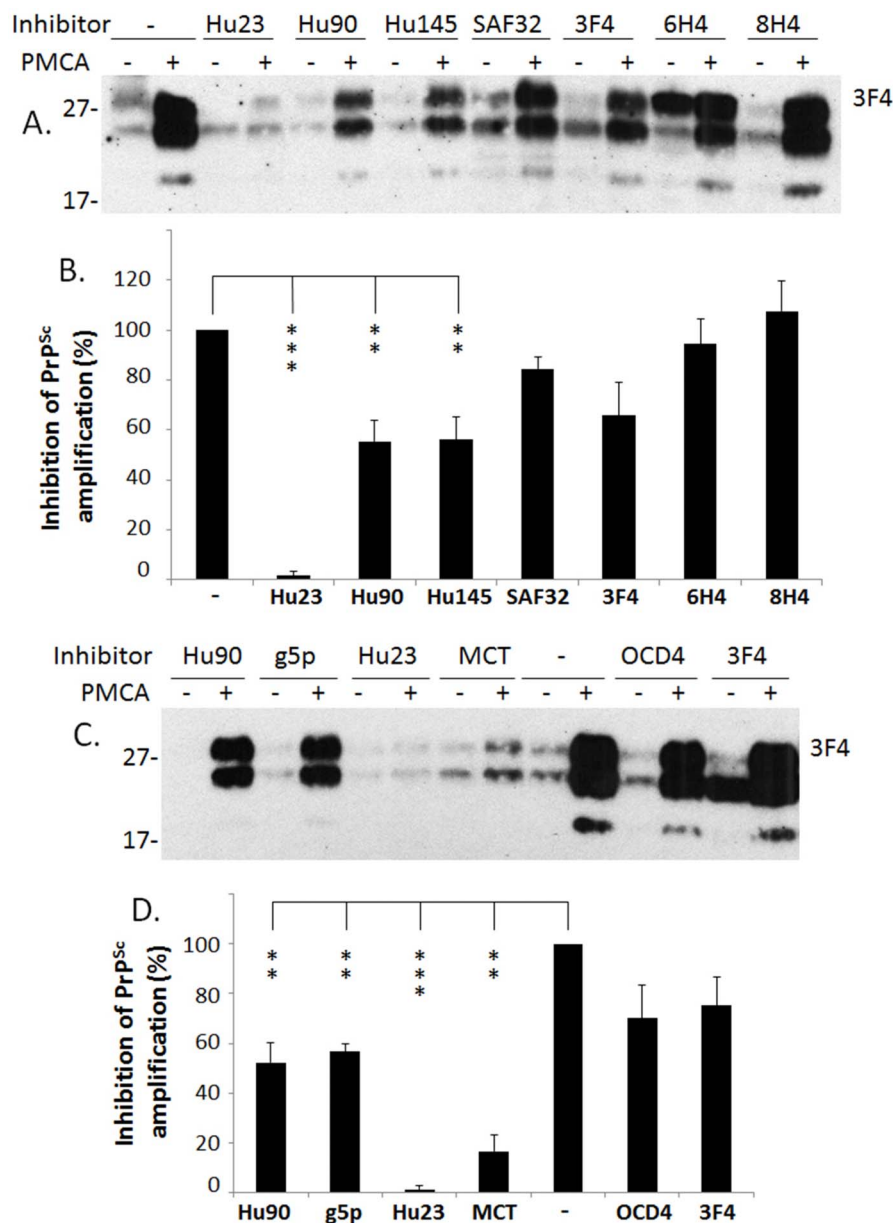 Inhibitor - Hu23 Hu90 Hu145 SAF32 3F4 6H4 8H4
PMCA - + - + - + - + - + - + - + - +
27-
3F4
A.
17-
B.
Inhibition of PrPSc
amplification (%)
120
100
80
60
40
20
0
*** ** **
- Hu23 Hu90 Hu145 SAF32 3F4 6H4 8H4
Inhibitor Hu90 g5p Hu23 MCT - OCD4 3F4
PMCA - + - + - + - + - + - + - +
C.
27-
3F4
17-
D.
Inhibition of PrPSc
amplification (%)
100
80
60
40
20
0
** ** *** **
Hu90 g5p Hu23 MCT - OCD4 3F4